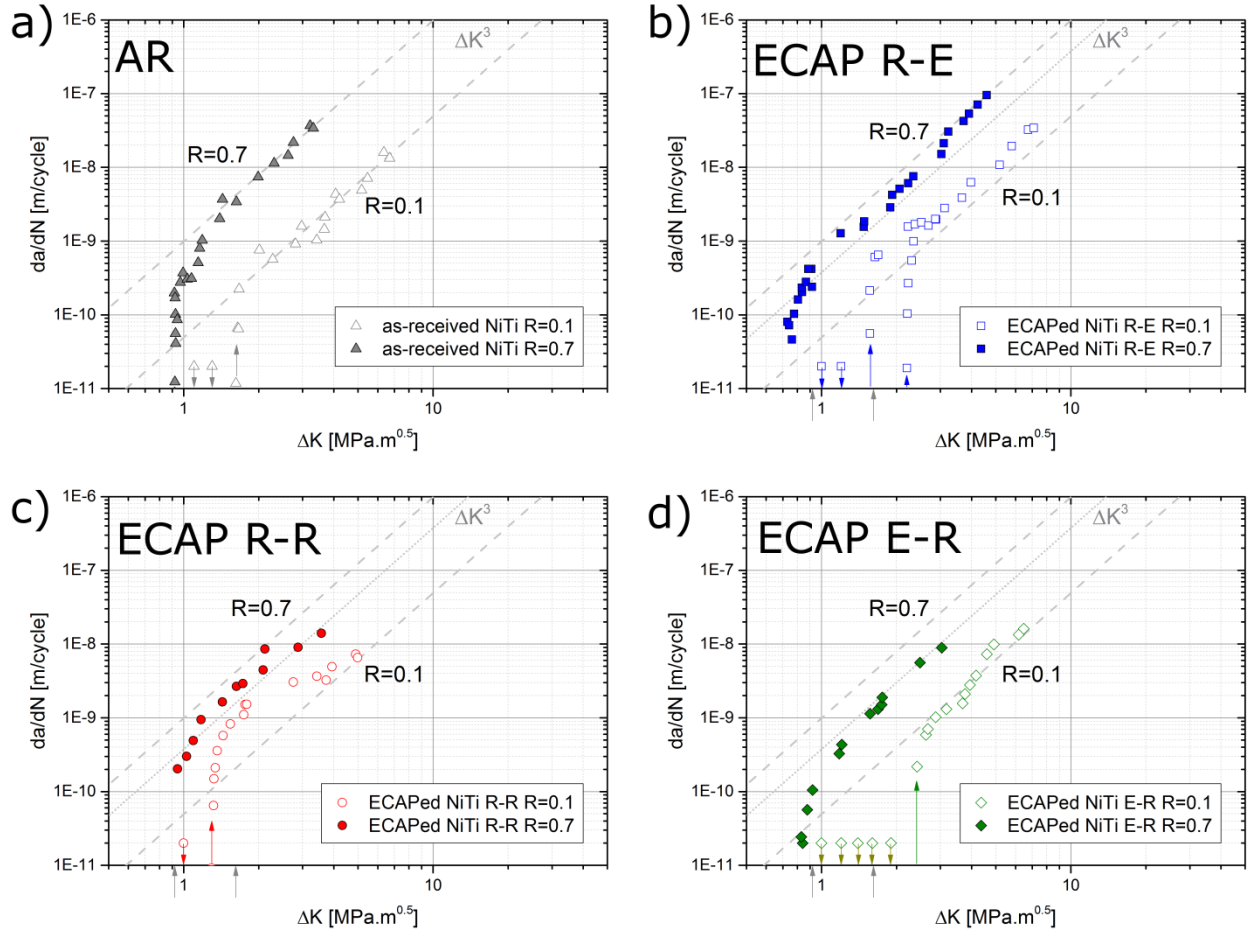 a)
AR
ΔK³
1E-6
1E-7
1E-8
1E-9
1E-10
1E-11
da/dN [m/cycle]
R=0.7
R=0.1
as-received NiTi R=0.1
as-received NiTi R=0.7
1
10
ΔK [MPa.m^0.5]
b)
ECAP R-E
1E-6
1E-7
1E-8
1E-9
1E-10
1E-11
da/dN [m/cycle]
R=0.7
R=0.1
ECAPed NiTi R-E R=0.1
ECAPed NiTi R-E R=0.7
1
10
ΔK [MPa.m^0.5]
c)
ECAP R-R
ΔK³
1E-6
1E-7
1E-8
1E-9
1E-10
1E-11
da/dN [m/cycle]
R=0.7
R=0.1
ECAPed NiTi R-R R=0.1
ECAPed NiTi R-R R=0.7
1
10
ΔK [MPa.m^0.5]
d)
ECAP E-R
ΔK³
1E-6
1E-7
1E-8
1E-9
1E-10
1E-11
da/dN [m/cycle]
R=0.7
R=0.1
ECAPed NiTi E-R R=0.1
ECAPed NiTi E-R R=0.7
1
10
ΔK [MPa.m^0.5]